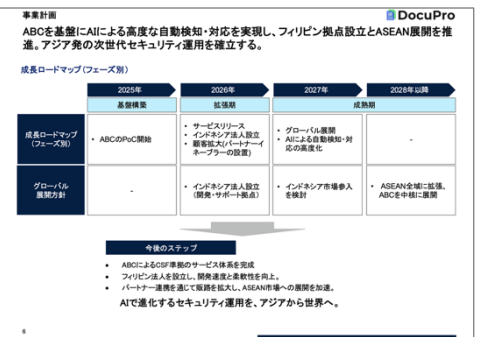 事業計画
DocuPro
ABCを基盤にAIによる高度な自動検知・対応を実現し、フィリピン拠点設立とASEAN展開を推
進。アジア発の次世代セキュリティ運用を確立する。
成長ロードマップ(フェーズ別)
2025年 2026年 2027年 2028年以降
基盤構築 拡張期 成熟期
成長ロードマップ
(フェーズ別)
• ABCのPoC開始
• サービスリリース
• インドネシア法人設立
• 顧客拡大(パートナーイ
ネーブラーの設置)
• グローバル展開
• AIによる自動検知・対
応の高度化
-
グローバル
展開方針
-
• インドネシア法人設立
(開発・サポート拠点)
• インドネシア市場参入
を検討
• ASEAN全域に拡張、
ABCを中核に展開
今後のステップ
• ABCによるCSF準拠のサービス体系を完成
• フィリピン法人を設立し、開発速度と柔軟性を向上。
• パートナー連携を通じて販路を拡大し、ASEAN市場への展開を加速。
AIで進化するセキュリティ運用を、アジアから世界へ。
6